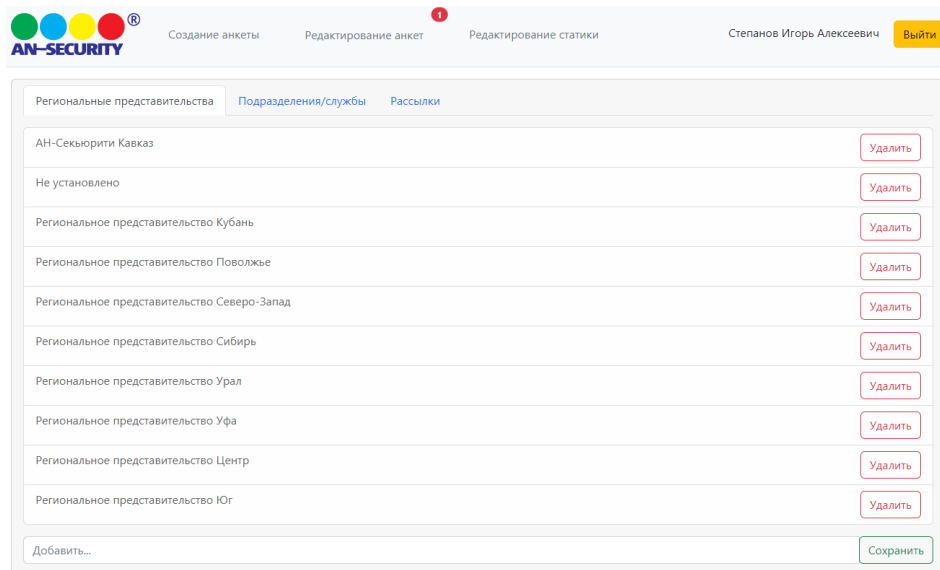 ®
AN-SECURITY
Создание анкеты
Редактирование анкет
1
Редактирование статики
Степанов Игорь Алексеевич
Выйти
Региональные представительства
Подразделения/службы
Рассылки
АН-Секьюрити Кавказ
Удалить
Не установлено
Удалить
Региональное представительство Кубань
Удалить
Региональное представительство Поволжье
Удалить
Региональное представительство Северо-Запад
Удалить
Региональное представительство Сибирь
Удалить
Региональное представительство Урал
Удалить
Региональное представительство Уфа
Удалить
Региональное представительство Центр
Удалить
Региональное представительство Юг
Удалить
Добавить...
Сохранить